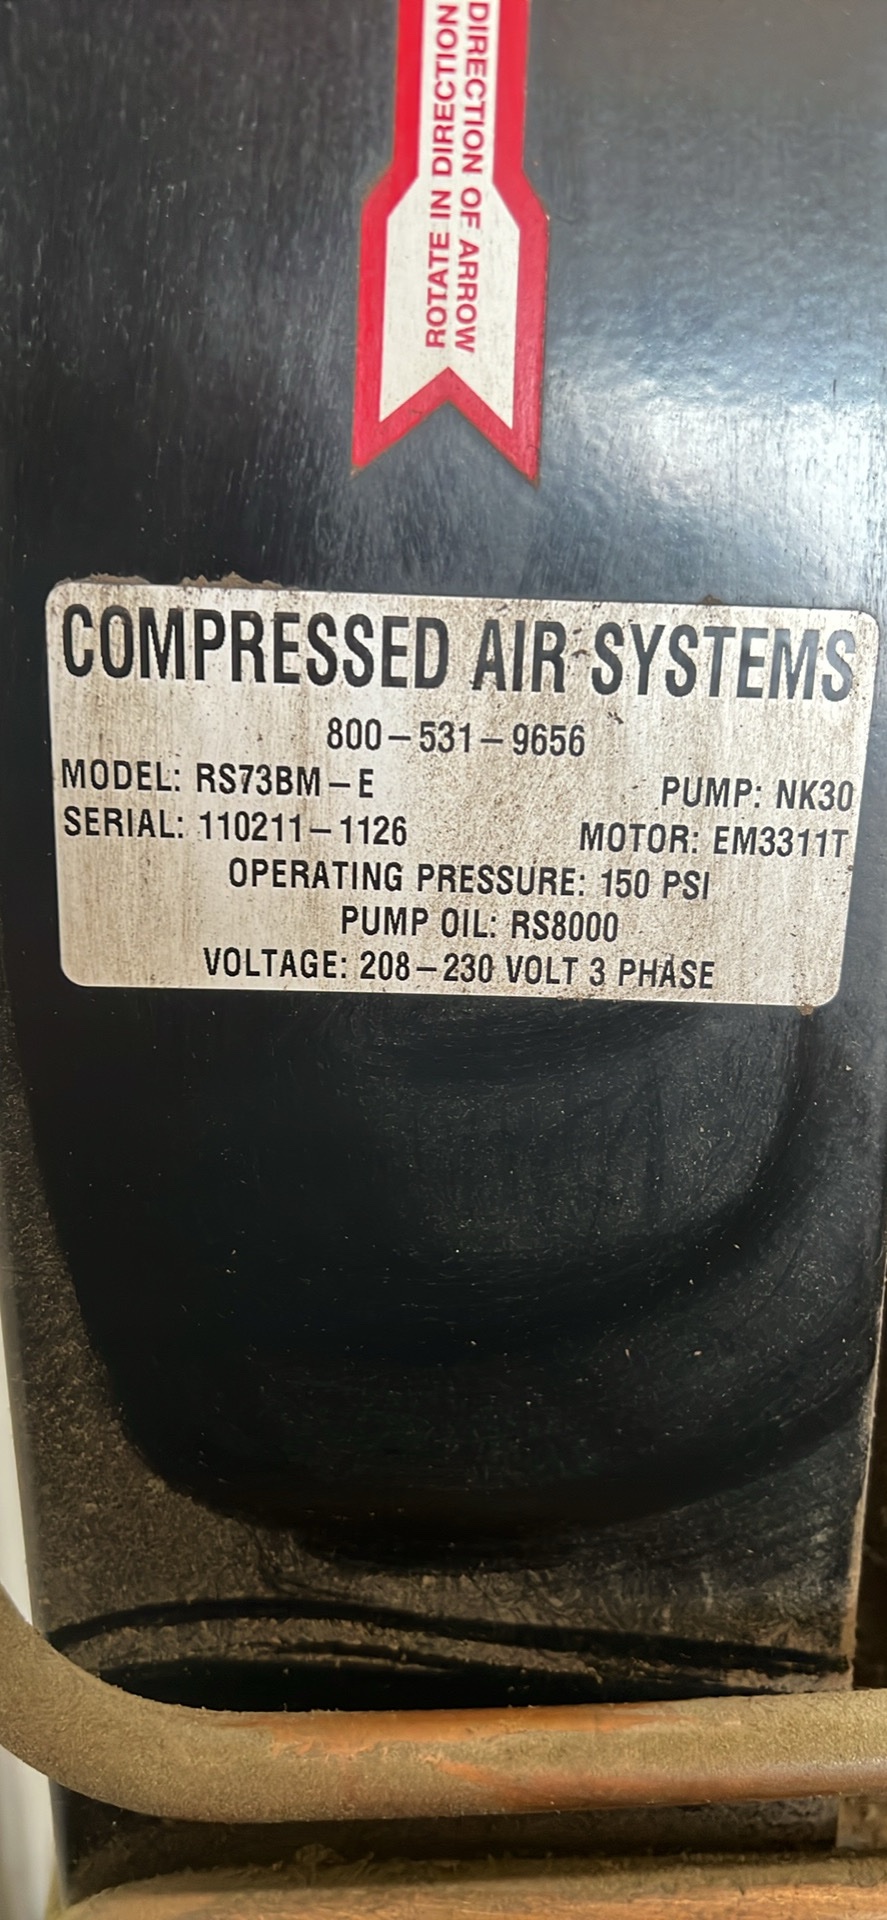 ROTATE IN DIRECTION
DIRECTION OF ARROW
COMPRESSED AIR SYSTEMS
800-531-9656
MODEL: RS73BM-E PUMP: NK30
SERIAL: 110211-1126 MOTOR: EM3311T
OPERATING PRESSURE: 150 PSI
PUMP OIL: RS8000
VOLTAGE: 208-230 VOLT 3 PHASE